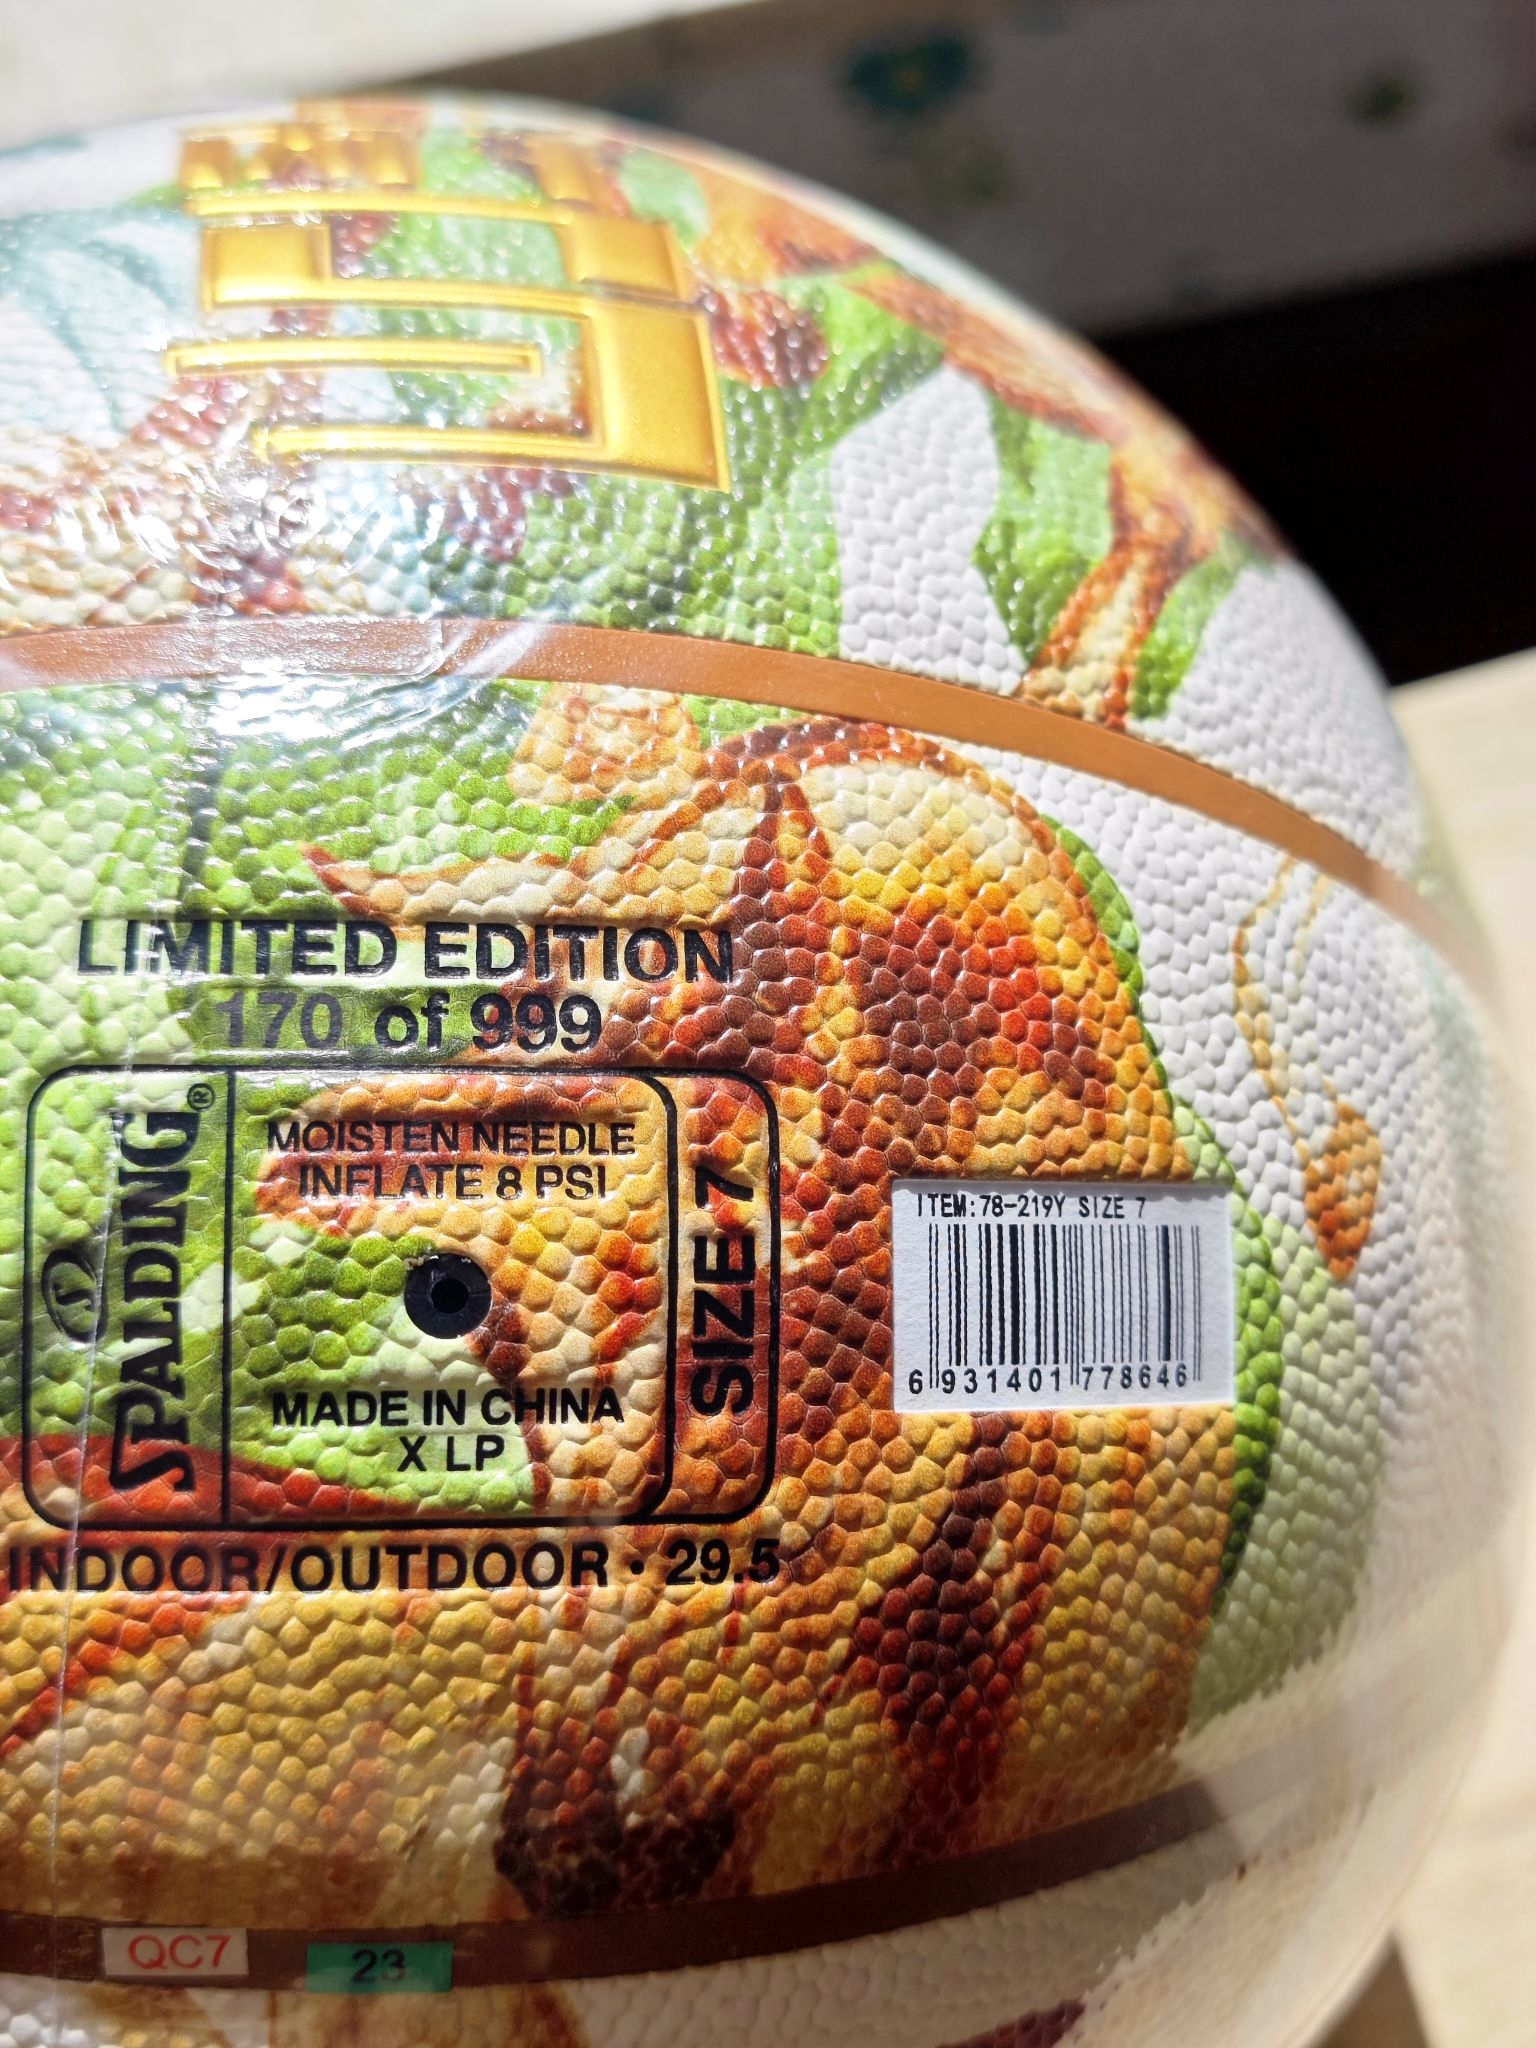 LIMITED EDITION
170 of 999
SPALDING®
MOISTEN NEEDLE
INFLATE 8 PSI
MADE IN CHINA
X LP
SIZE 7
INDOOR/OUTDOOR · 29.5
ITEM:78-219Y SIZE 7
6 931401 778646
QC7
23